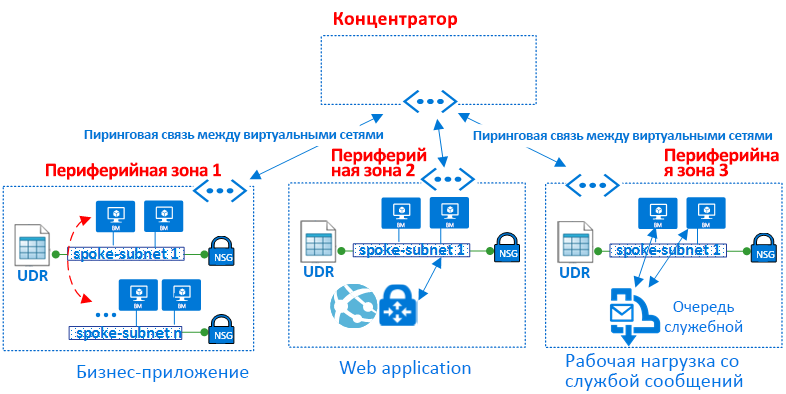 Концентратор
Пиринговая связь между виртуальными сетями
Пиринговая связь между виртуальными сетями
Периферийная зона 1
Периферий
ная зона 2
Периферийна
я зона 3
ВМ
ВМ
UDR
spoke-subnet 1
NSG
ВМ
ВМ
...
spoke-subnet n
NSG
Бизнес-приложение
ВМ
ВМ
UDR
spoke-subnet 1
NSG
Web application
ВМ
ВМ
UDR
spoke-subnet 1
NSG
Очередь
служебной
Рабочая нагрузка со
службой сообщений